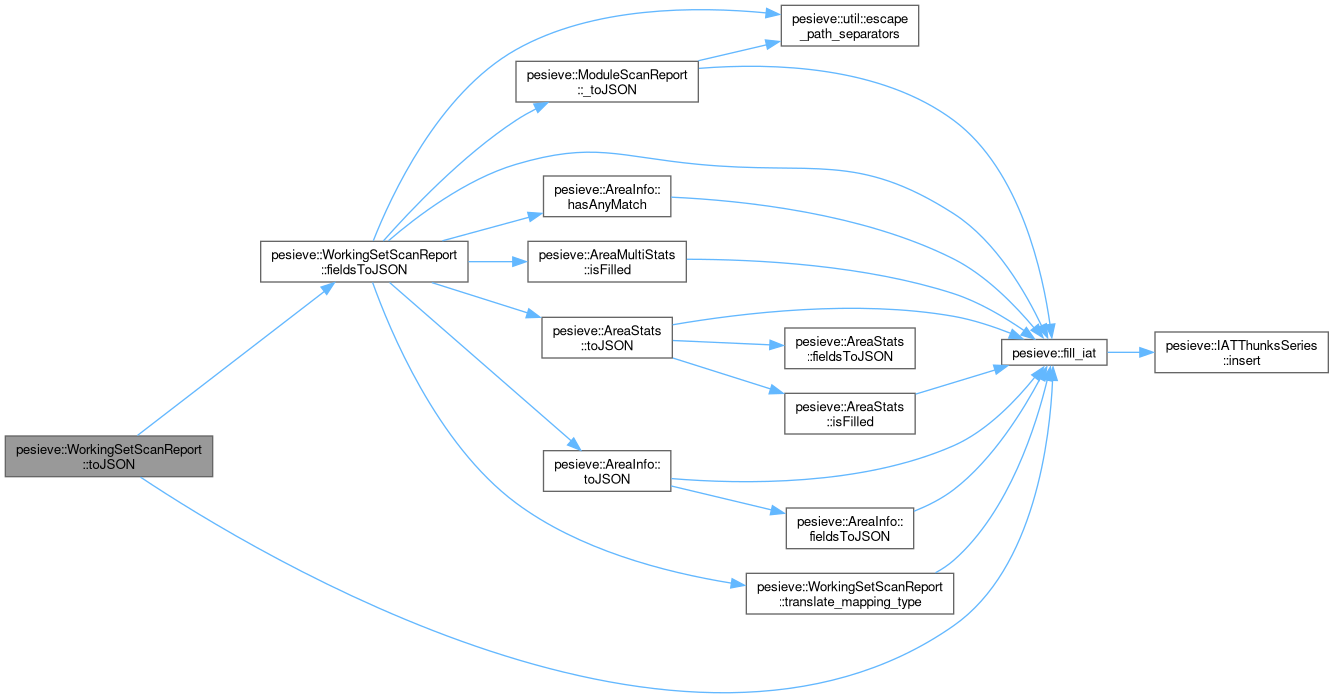 pesieve::util::escape
_path_separators
pesieve::ModuleScanReport
::_toJSON
pesieve::AreaInfo::
hasAnyMatch
pesieve::WorkingSetScanReport
::fieldsToJSON
pesieve::AreaMultiStats
::isFilled
pesieve::AreaStats
::toJSON
pesieve::AreaStats
::fieldsToJSON
pesieve::fill_iat
pesieve::IATThunksSeries
::insert
pesieve::AreaStats
::isFilled
pesieve::WorkingSetScanReport
::toJSON
pesieve::AreaInfo::
toJSON
pesieve::AreaInfo::
fieldsToJSON
pesieve::WorkingSetScanReport
::translate_mapping_type